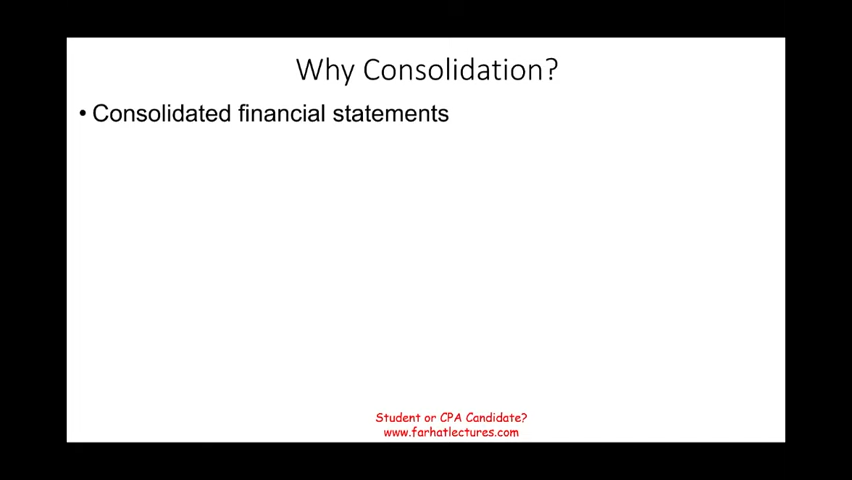 Why Consolidation?
• Consolidated financial statements
Student or CPA Candidate?
www.farhatlectures.com